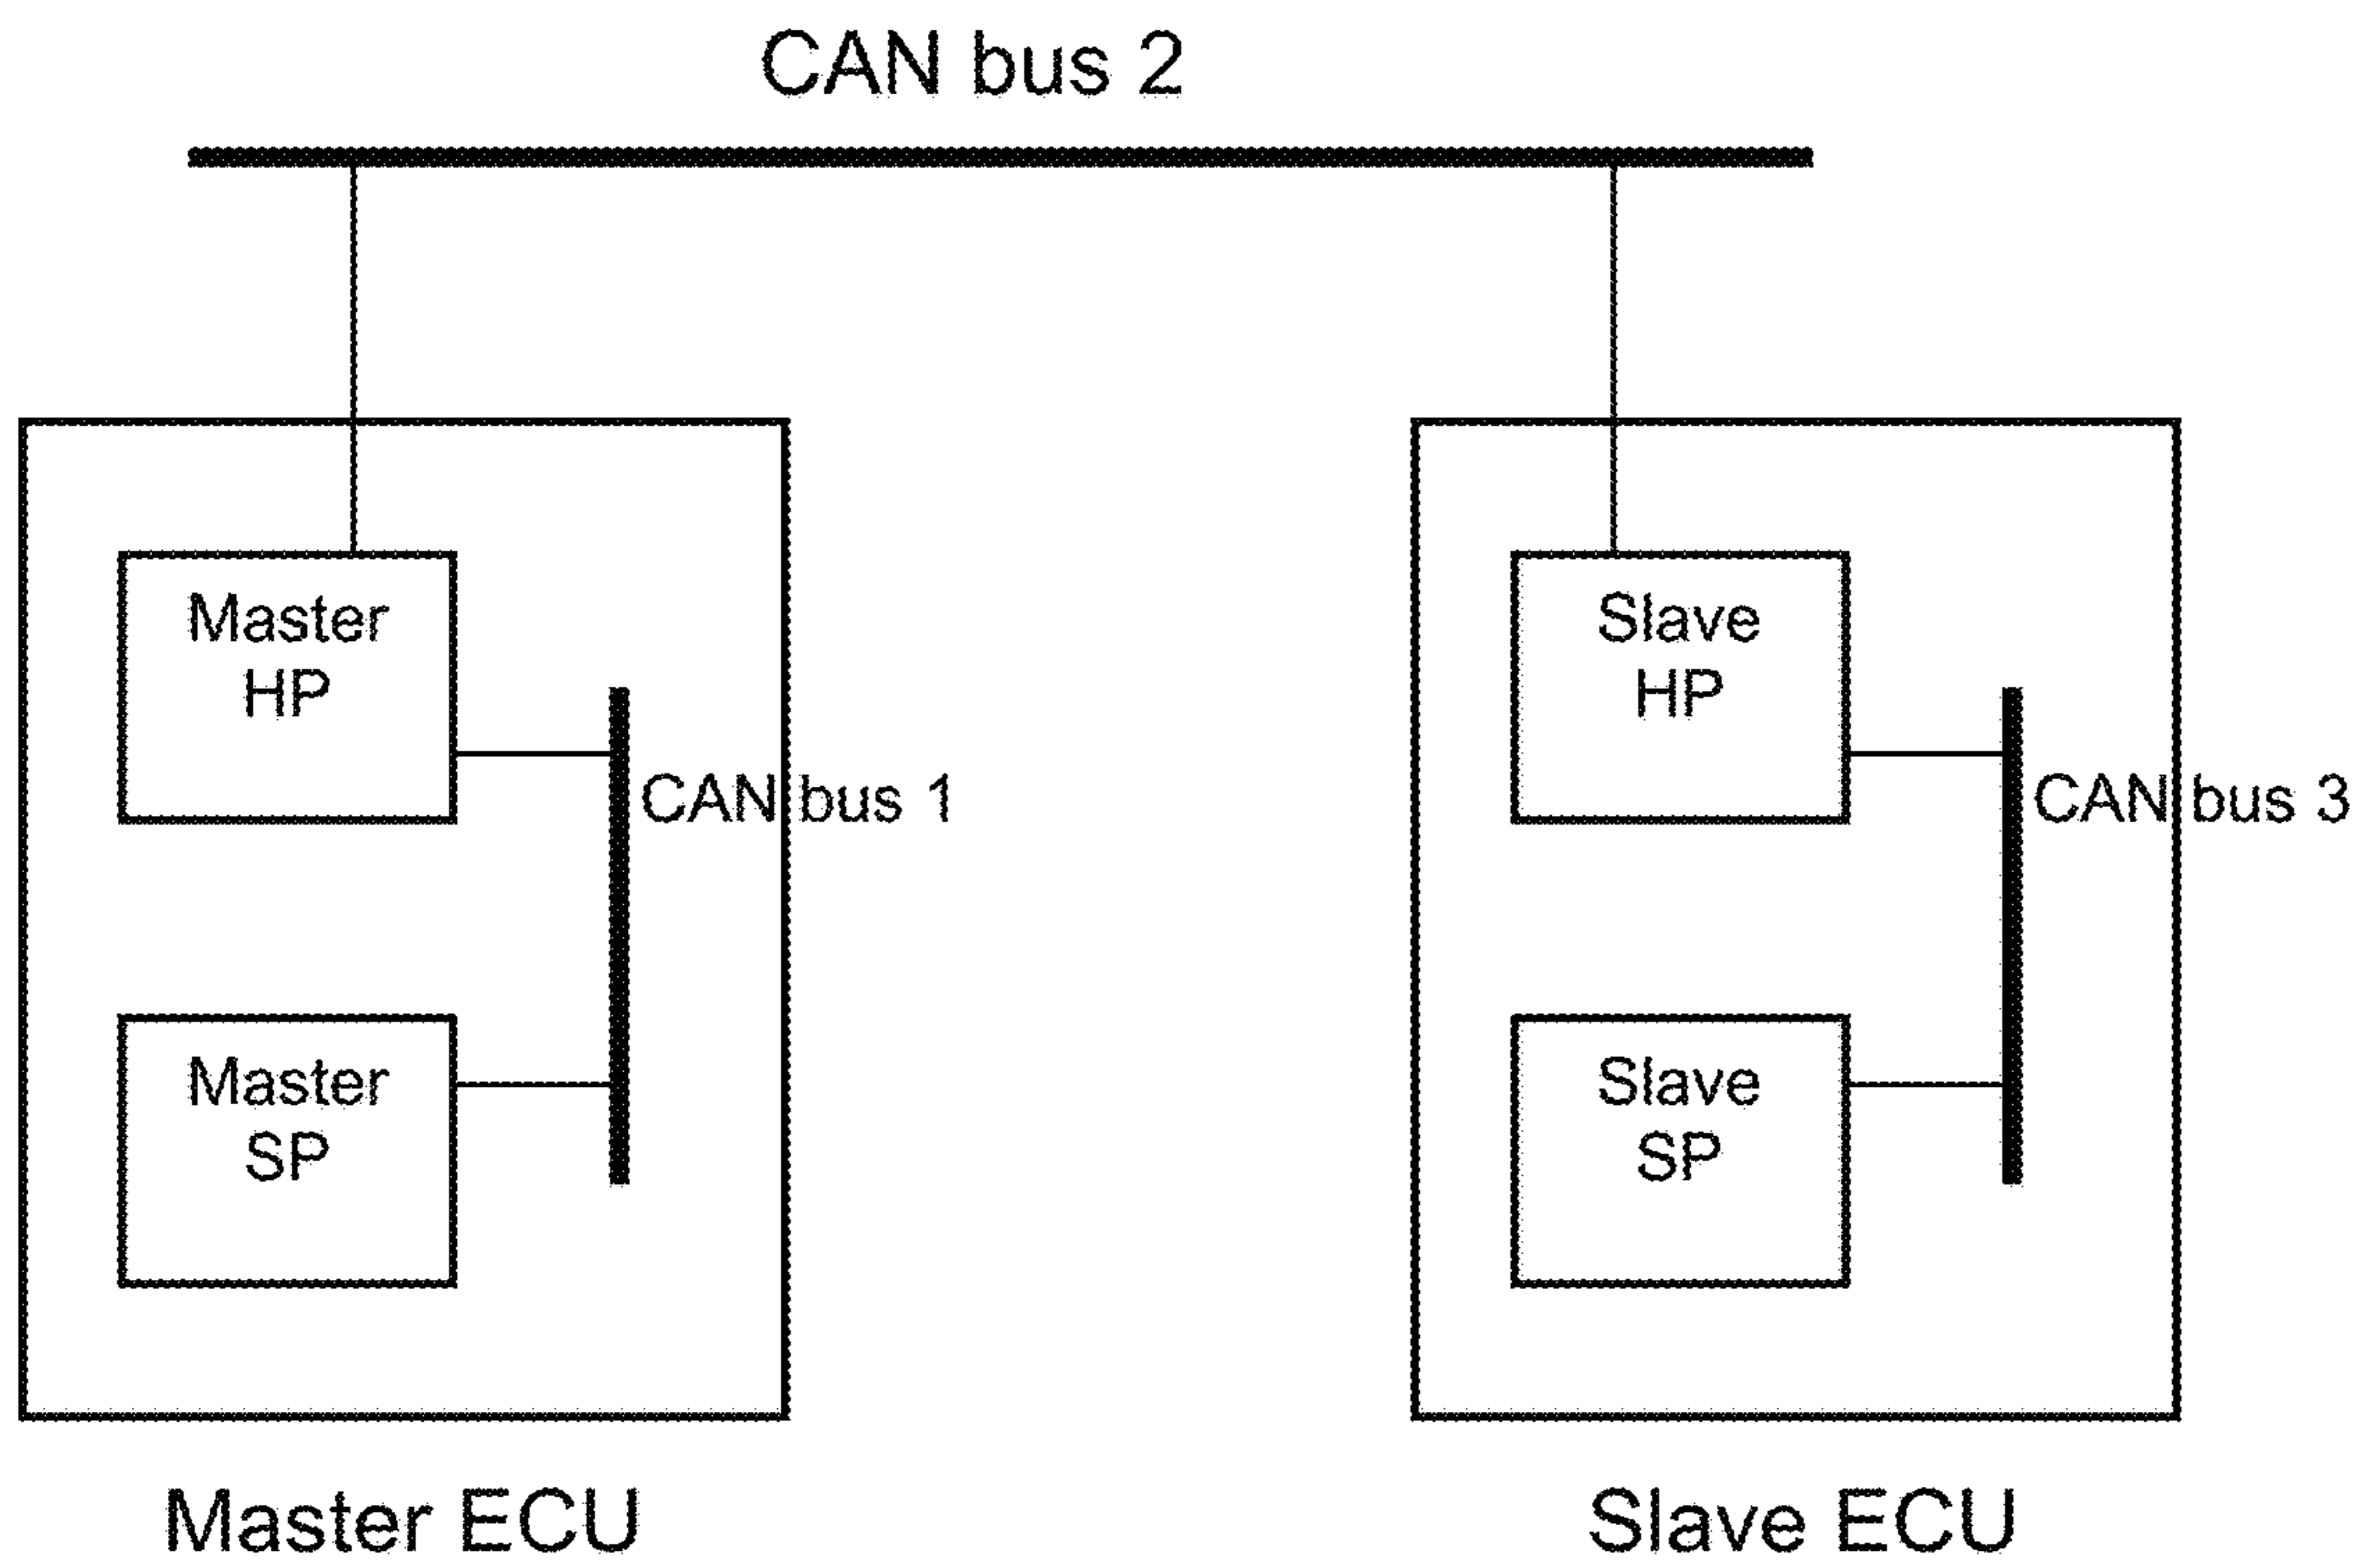 CAN bus 2
Master
HP
CAN bus 1
Master
SP
Master ECU
Slave
HP
CAN bus 3
Slave
SP
Slave ECU